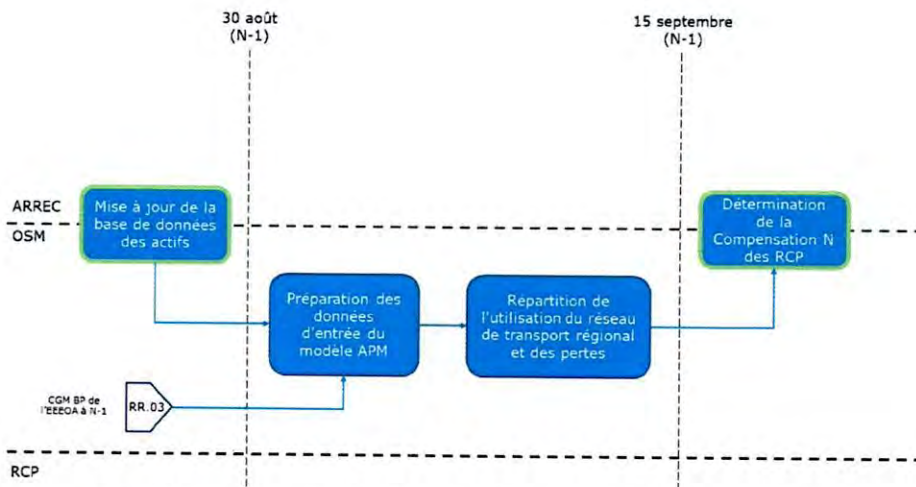 30 août
(N-1)
15 septembre
(N-1)
ARREC
OSM
Mise à jour de la
base de données
des actifs
Détermination
de la
Compensation N
des RCP
Préparation des
données
d'entrée du
modèle APM
Répartition de
l'utilisation du réseau
de transport régional
et des pertes
CGM BP de
l'EEEOA à N-1
RR.03
RCP